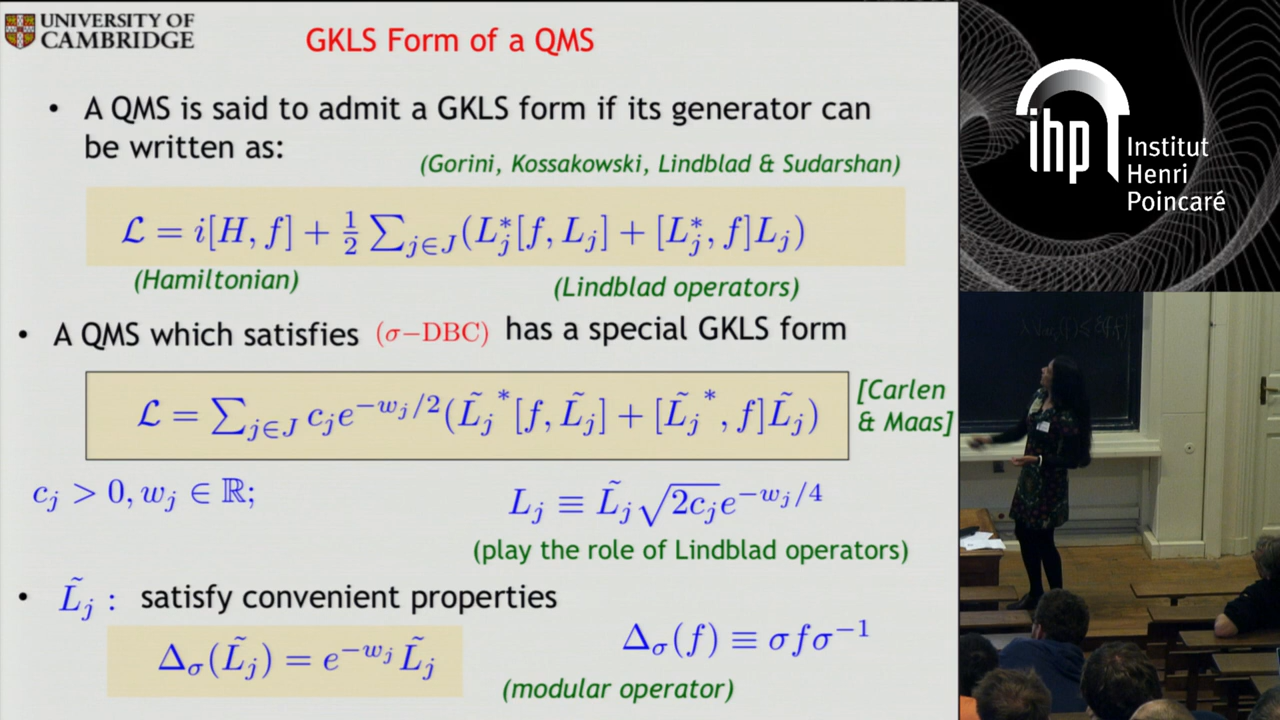 UNIVERSITY OF
CAMBRIDGE
GKLS Form of a QMS
• A QMS is said to admit a GKLS form if its generator can
be written as:
(Gorini, Kossakowski, Lindblad & Sudarshan)
ℒ = i[H, f] + ½ ∑_{j∈J}(L_j^*[f, L_j] + [L_j^*, f]L_j)
(Hamiltonian)
(Lindblad operators)
• A QMS which satisfies (σ−DBC) has a special GKLS form
ℒ = ∑_{j∈J} c_j e^{−w_j/2}(L̃_j^*[f, L̃_j] + [L̃_j^*, f]L̃_j)
[Carlen
& Maas]
c_j > 0, w_j ∈ ℝ;
L_j ≡ L̃_j √(2c_j) e^{−w_j/4}
(play the role of Lindblad operators)
• L̃_j : satisfy convenient properties
Δ_σ(L̃_j) = e^{−w_j} L̃_j
Δ_σ(f) ≡ σfσ^{−1}
(modular operator)
ihp
Institut
Henri
Poincaré